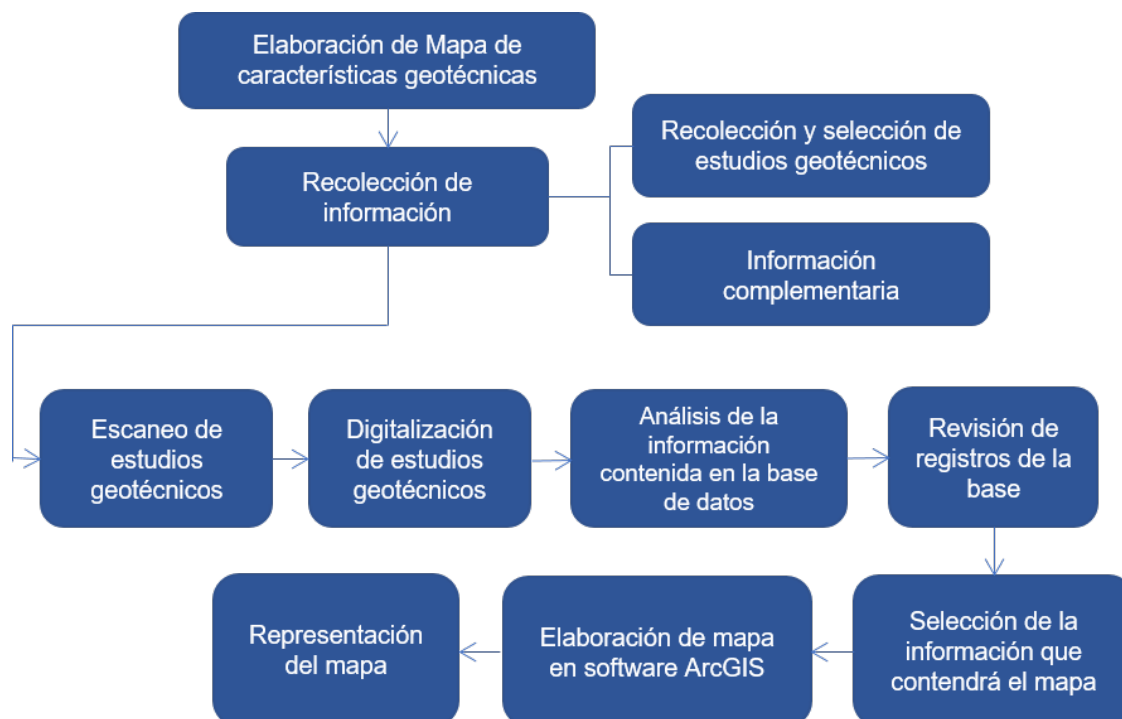 Elaboración de Mapa de
características geotécnicas
Recolección de
información
Recolección y selección de
estudios geotécnicos
Información
complementaria
Escaneo de
estudios
geotécnicos
Digitalización
de estudios
geotécnicos
Análisis de la
información
contenida en la base
de datos
Revisión de
registros de la
base
Selección de la
información que
contendrá el mapa
Elaboración de mapa
en software ArcGIS
Representación
del mapa